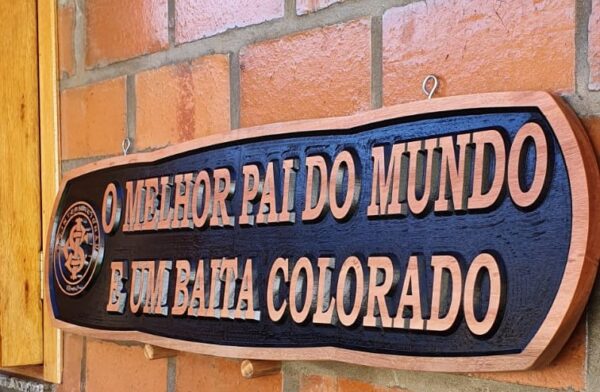 O MELHOR PAI DO MUNDO
E UM BAITA COLORADO